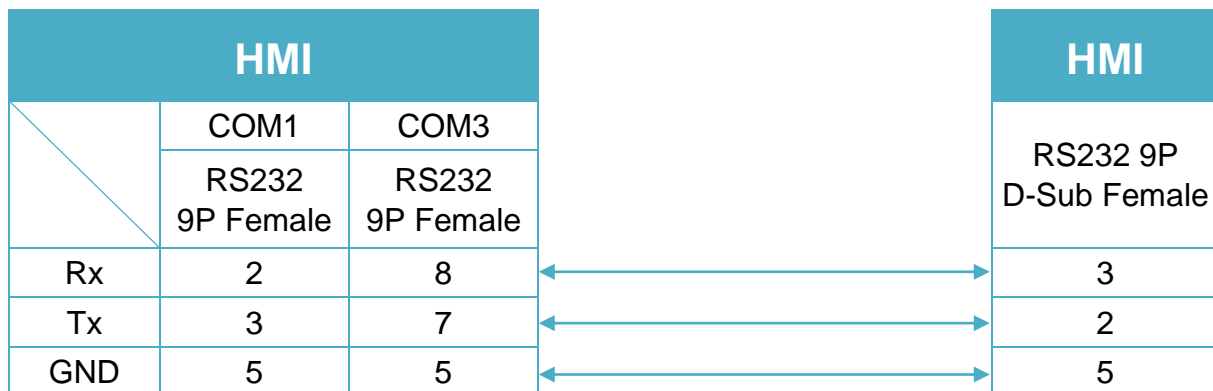 HMI HMI
COM1 COM3
RS232 9P
D-Sub Female
RS232 RS232
9P Female 9P Female
Rx 2 8 3
Tx 3 7 2
GND 5 5 5